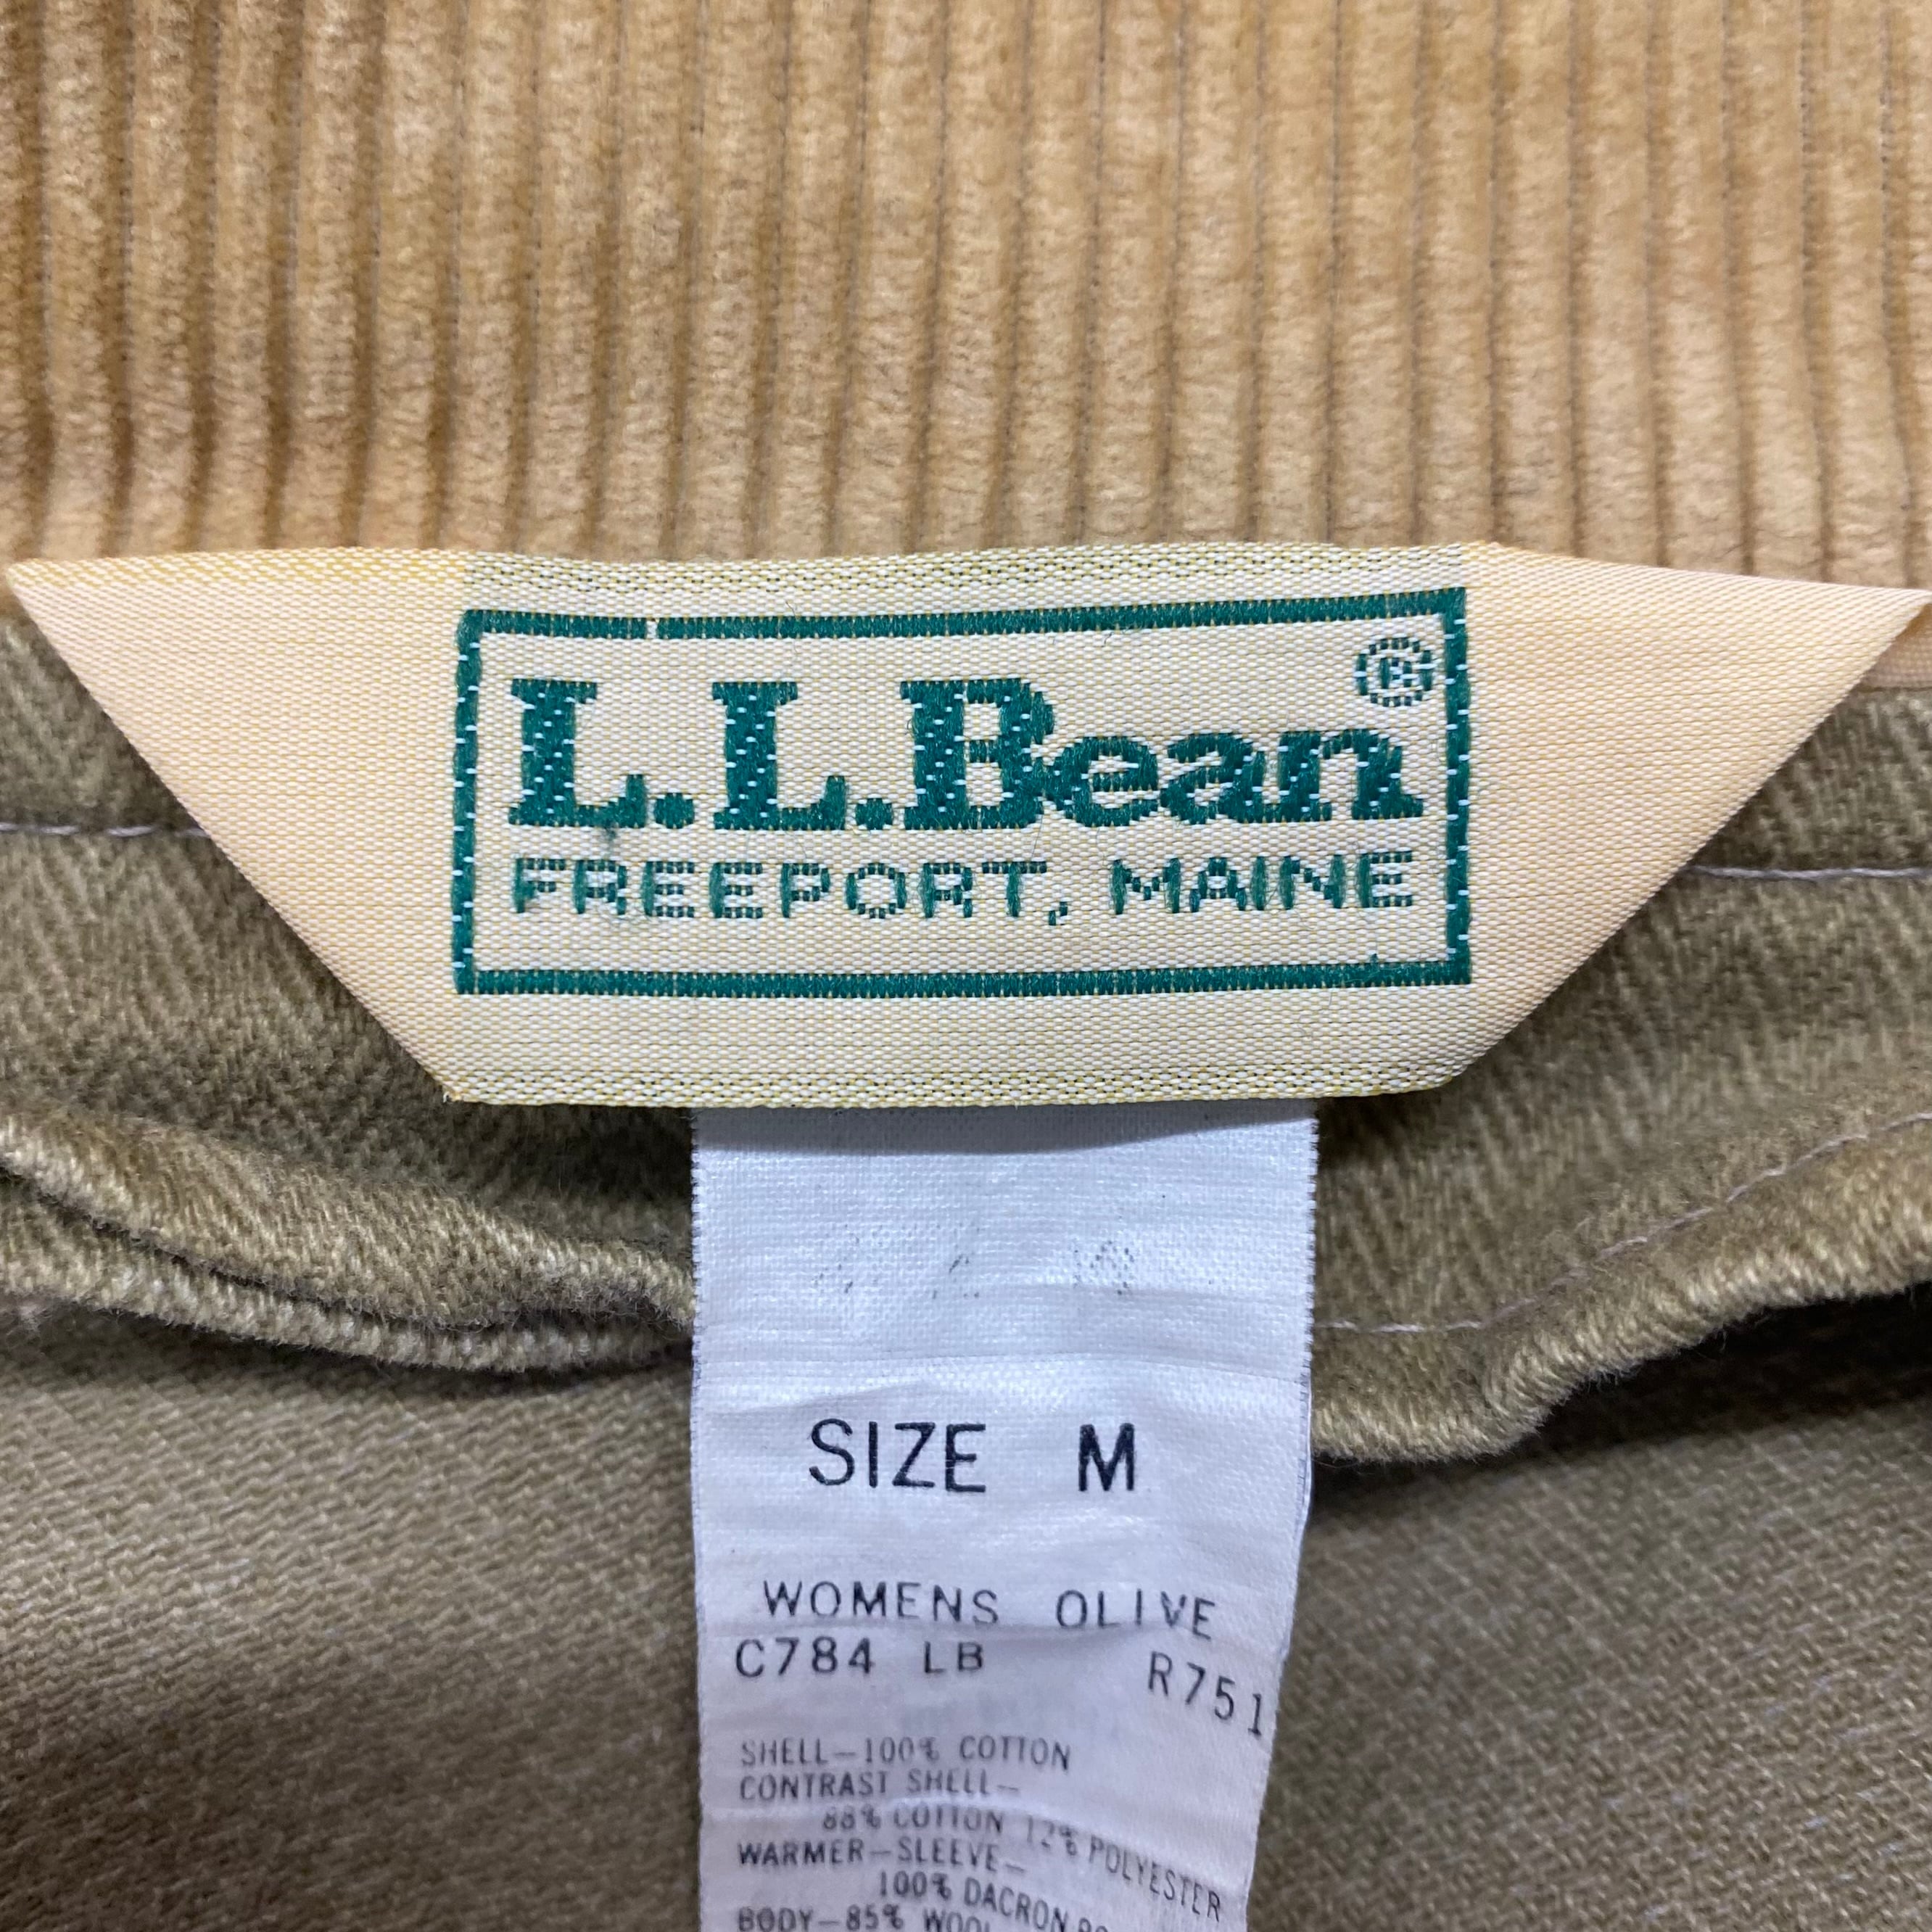 L.L.Bean®
FREEPORT, MAINE
SIZE M
WOMENS OLIVE
C784 LB R751
SHELL—100% COTTON
CONTRAST SHELL—
88% COTTON 12% POLYESTER
WARMER—SLEEVE—
100% DACRON
BODY—85% WOOL